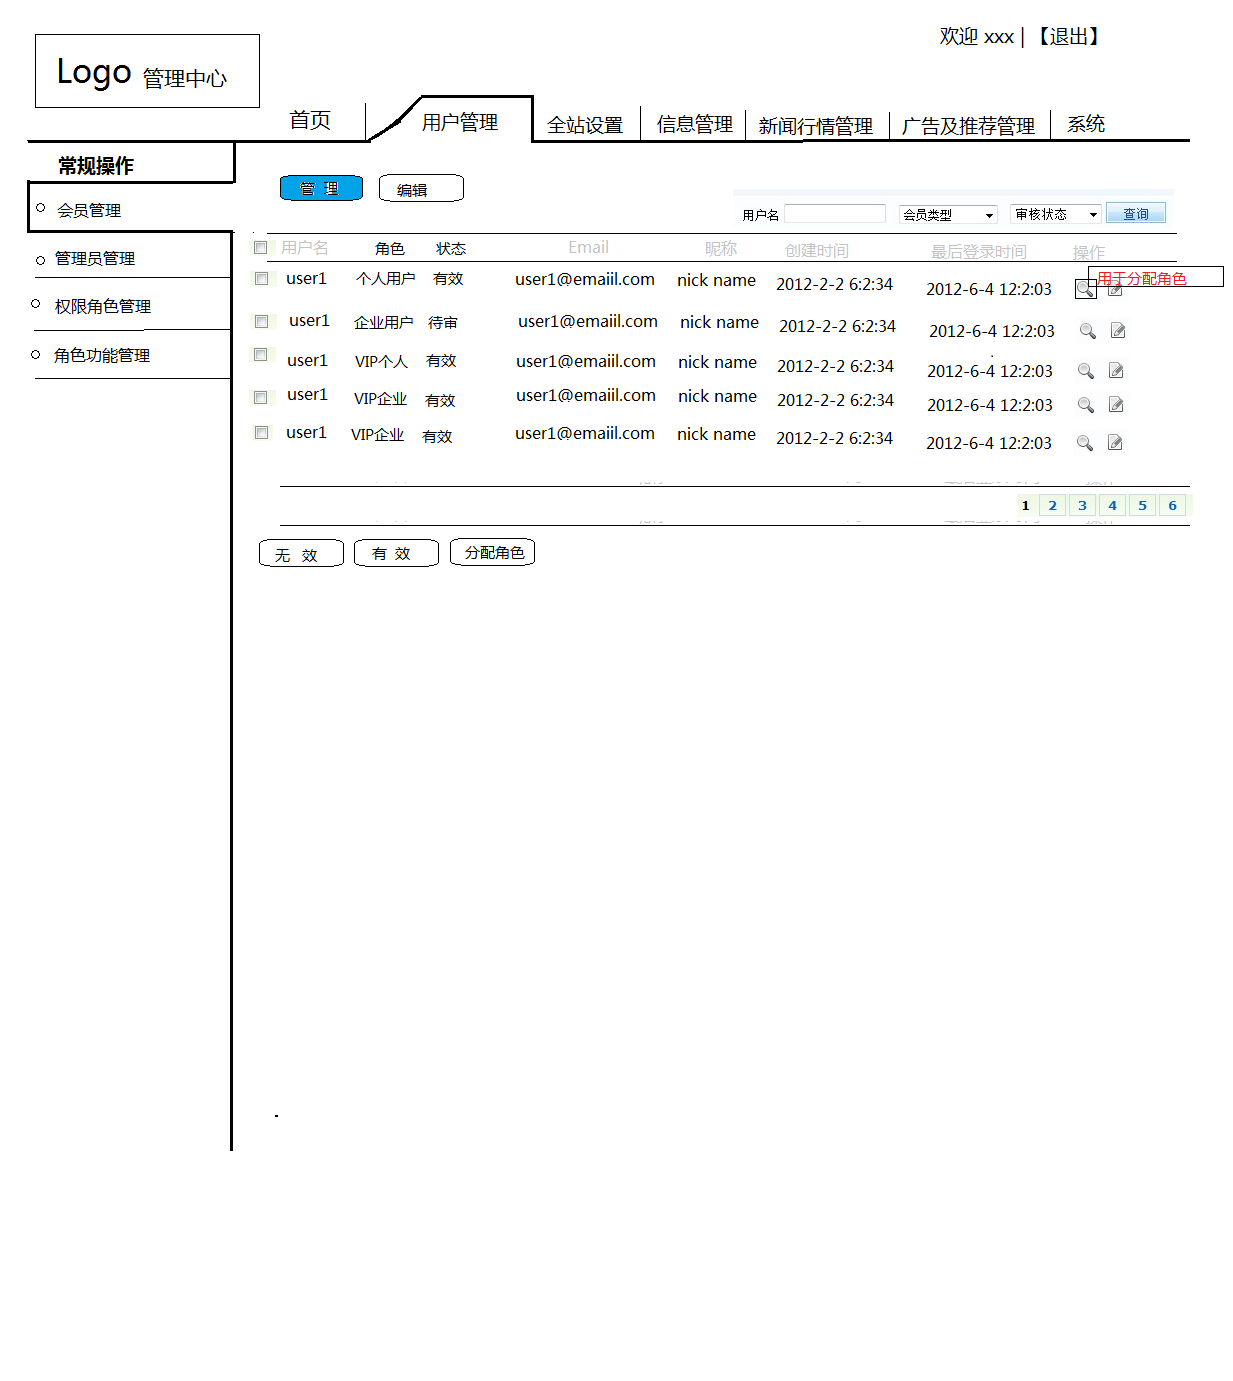 欢迎 xxx | 【退出】
Logo 管理中心
首页 用户管理 全站设置 信息管理 新闻行情管理 广告及推荐管理 系统
常规操作
会员管理
管理员管理
权限角色管理
角色功能管理
管 理 编辑
用户名 会员类型 审核状态 查询
用户名 角色 状态 Email 昵称 创建时间 最后登录时间 操作
用于分配角色
user1 个人用户 有效 user1@emaiil.com nick name 2012-2-2 6:2:34 2012-6-4 12:2:03
user1 企业用户 待审 user1@emaiil.com nick name 2012-2-2 6:2:34 2012-6-4 12:2:03
user1 VIP个人 有效 user1@emaiil.com nick name 2012-2-2 6:2:34 2012-6-4 12:2:03
user1 VIP企业 有效 user1@emaiil.com nick name 2012-2-2 6:2:34 2012-6-4 12:2:03
user1 VIP企业 有效 user1@emaiil.com nick name 2012-2-2 6:2:34 2012-6-4 12:2:03
1 2 3 4 5 6
无 效 有 效 分配角色